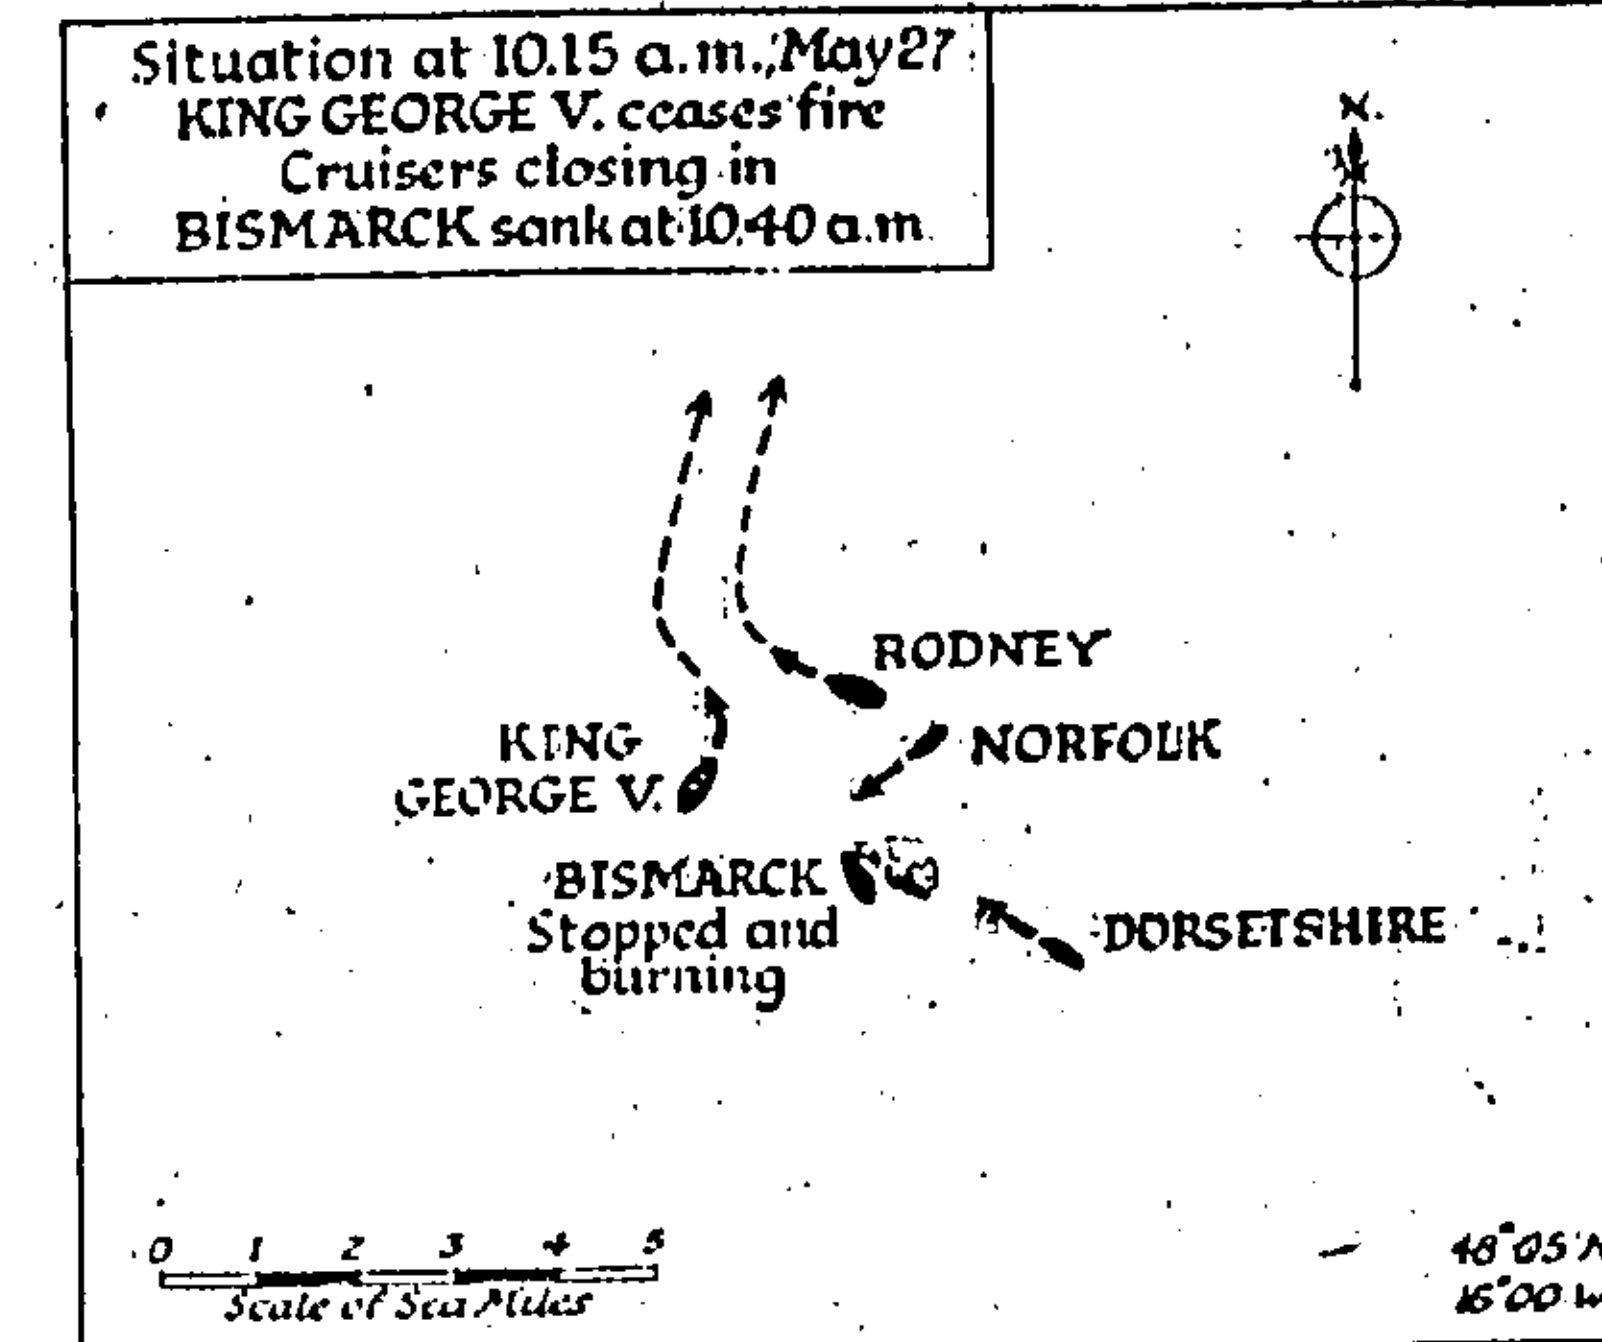 Situation at 10.15 a.m., May 27
KING GEORGE V. ceases fire
Cruisers closing in
BISMARCK sank at 10.40 a.m.
N.
RODNEY
NORFOLK
KING
GEORGE V.
BISMARCK
Stopped and
burning
DORSETSHIRE
0 1 2 3 4 5
Scale of Sea Miles
48°05'N
16°00 W